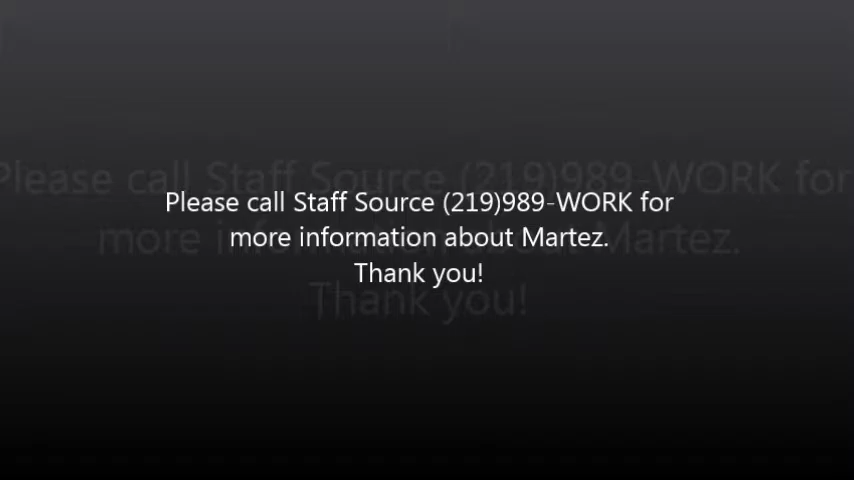 Please call Staff Source (219)989-WORK for
more information about Martez.
Thank you!